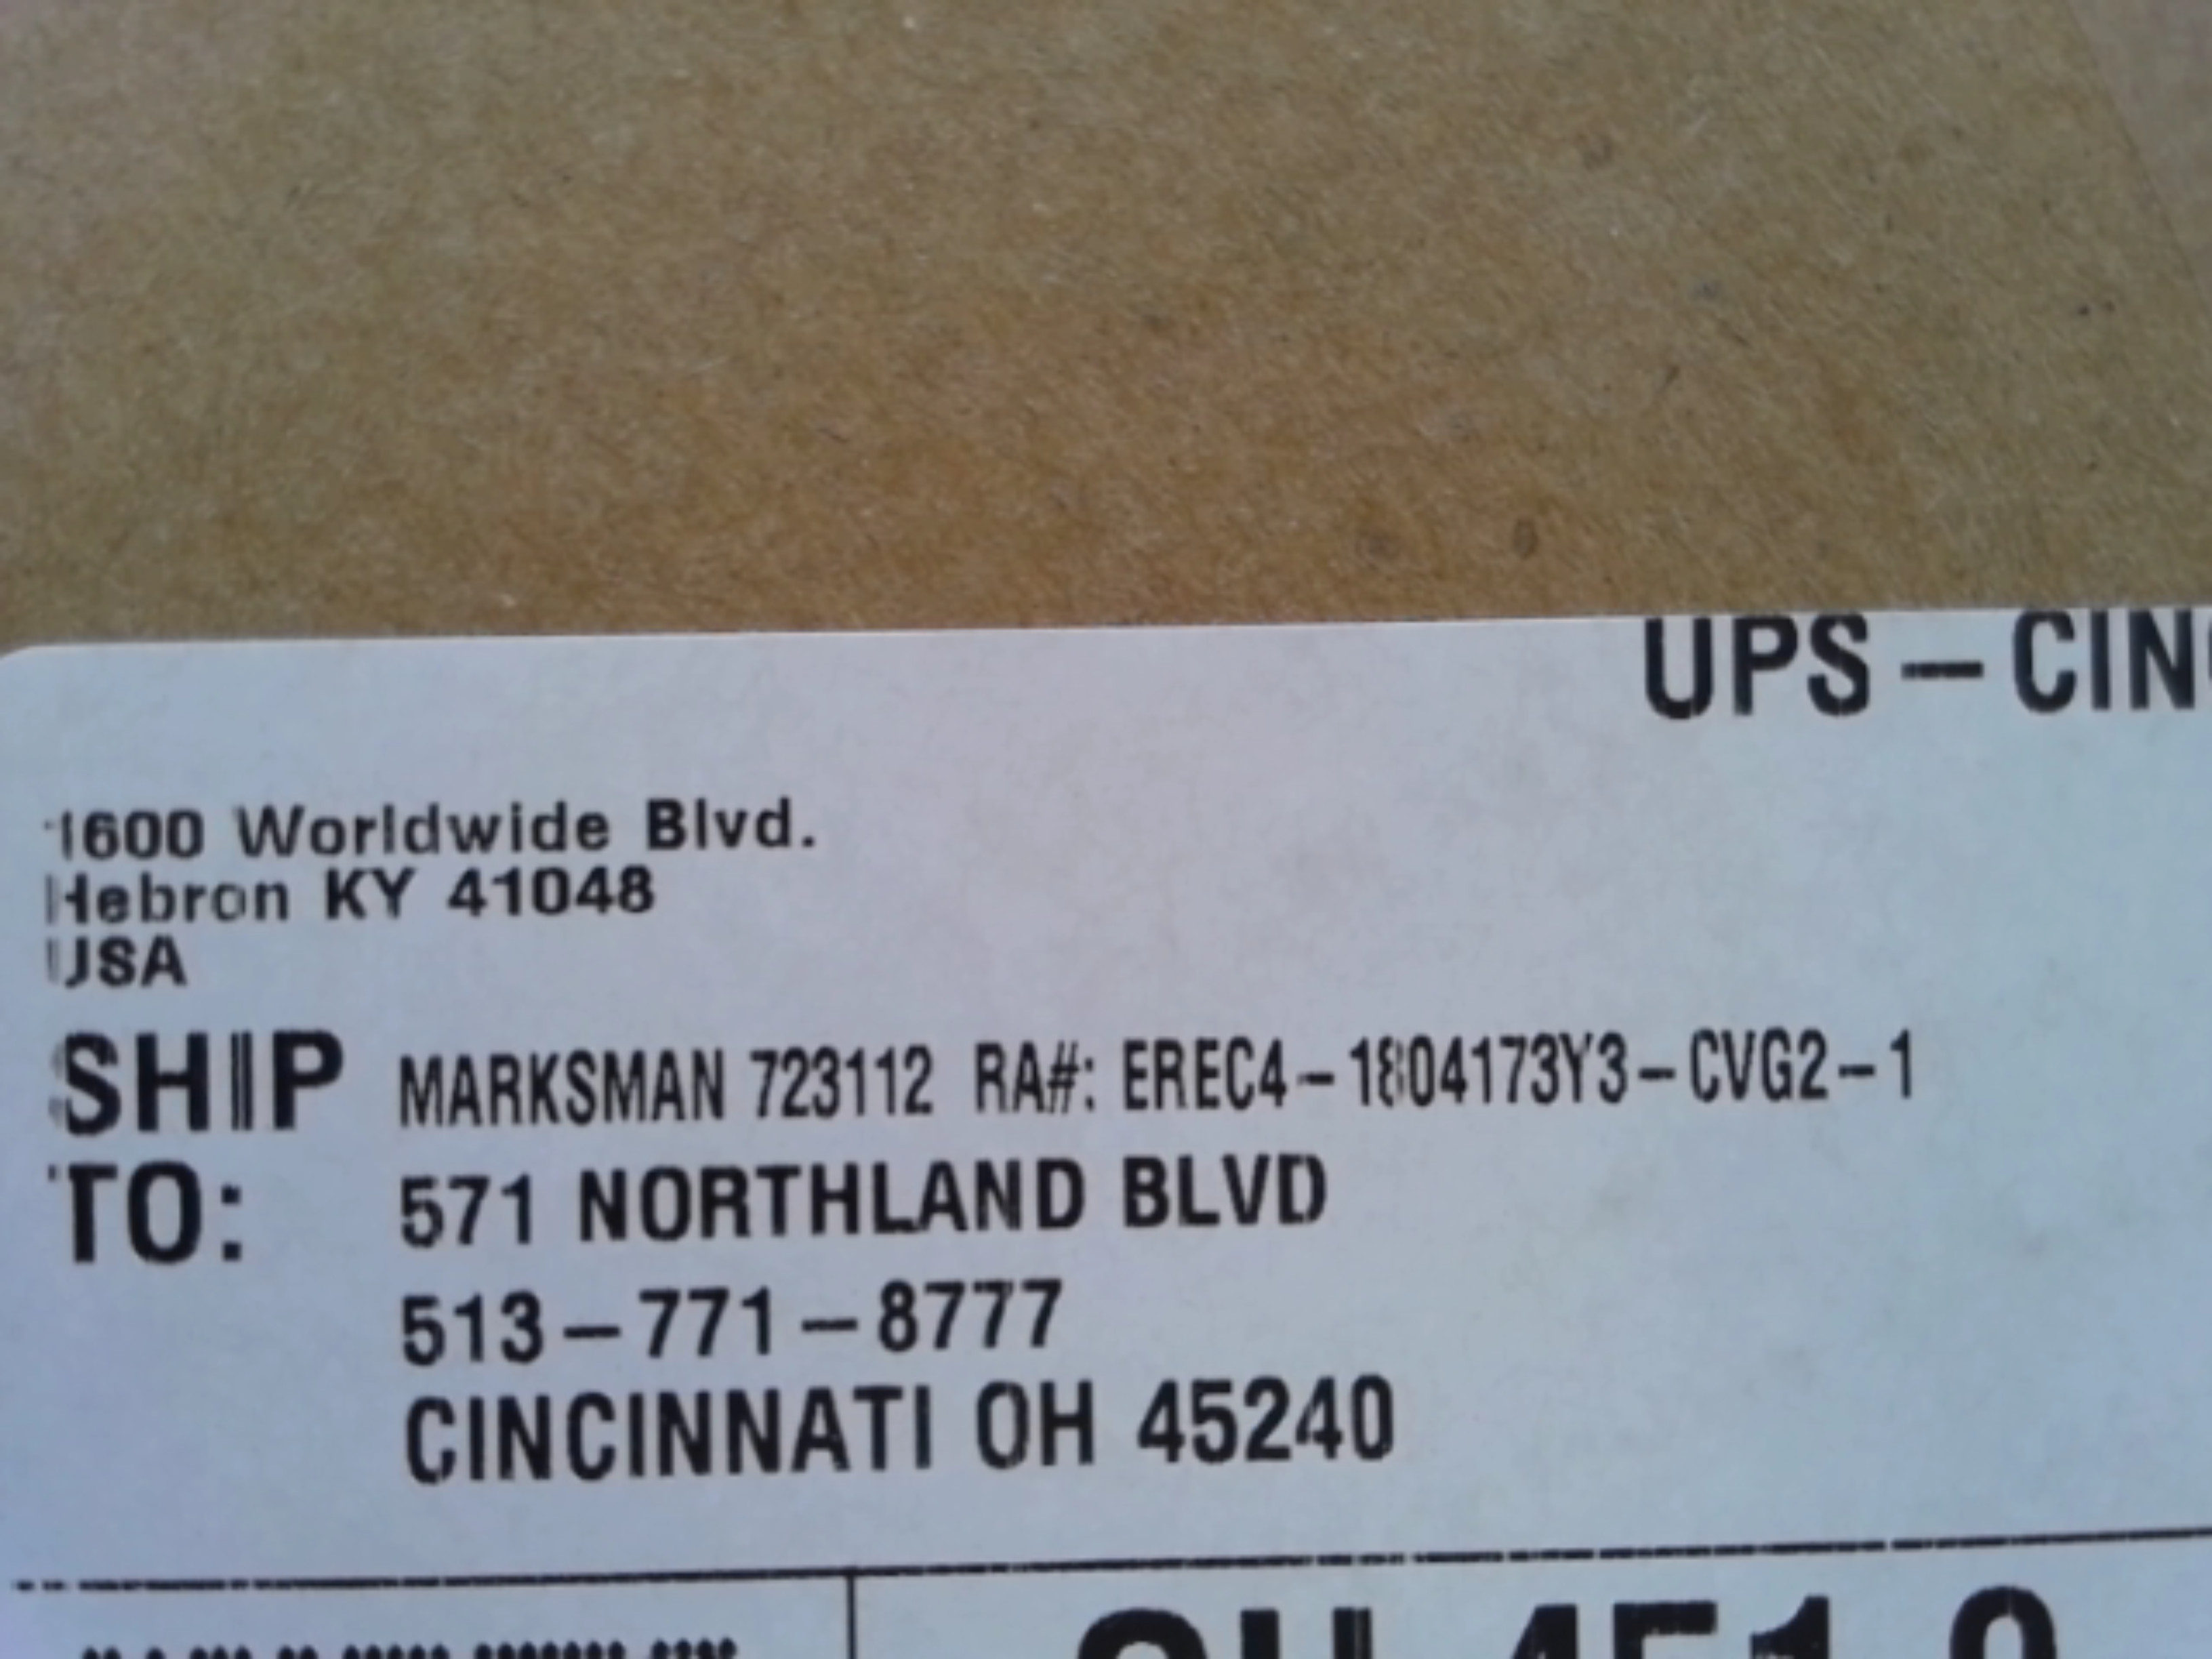 UPS – CIN
1600 Worldwide Blvd.
Hebron KY 41048
USA
SHIP MARKSMAN 723112 RA#: EREC4–1804173Y3–CVG2–1
TO: 571 NORTHLAND BLVD
513–771–8777
CINCINNATI OH 45240